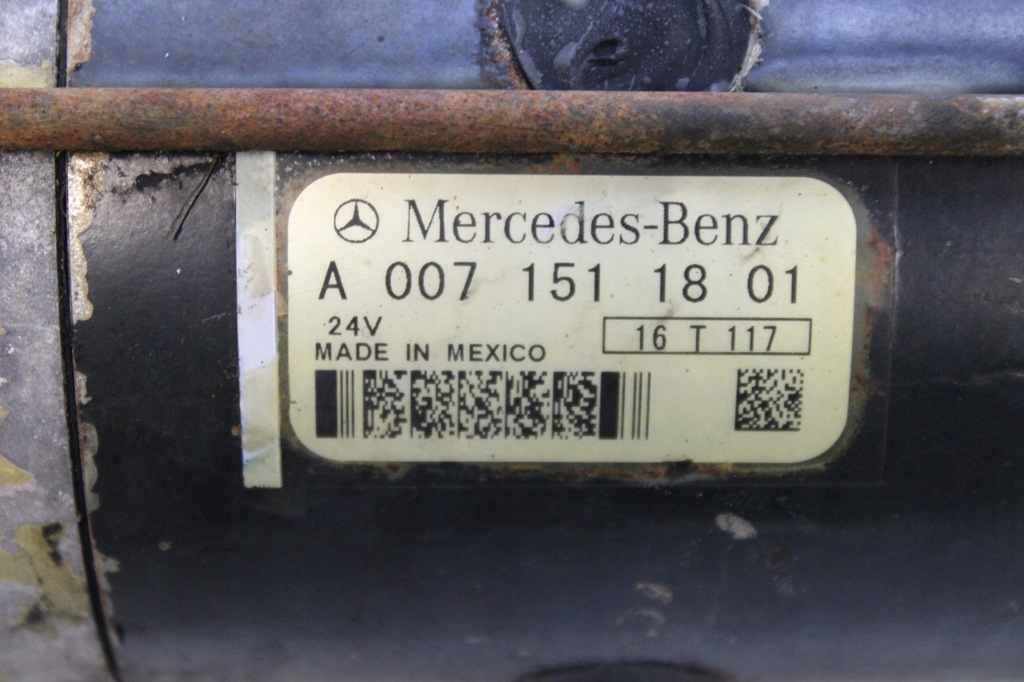 Mercedes-Benz
A 007 151 18 01
24V
16 T 117
MADE IN MEXICO